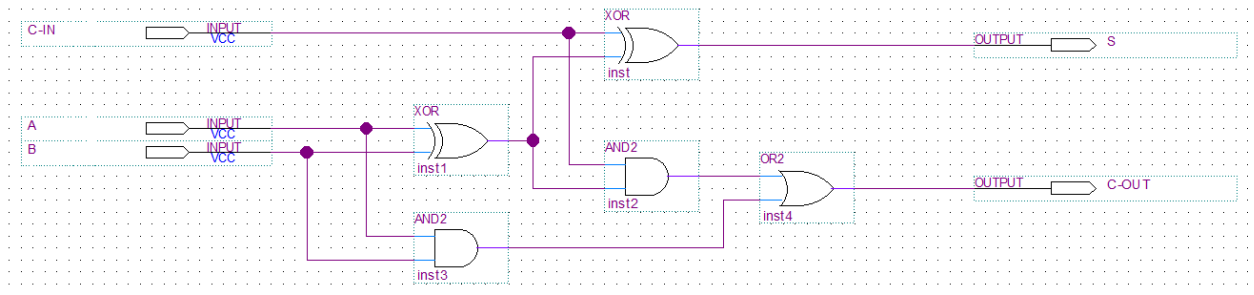 XOR
C-IN
INPUT
VCC
OUTPUT
S
inst
XOR
A
INPUT
VCC
B
INPUT
VCC
inst1
AND2
OR2
OUTPUT
C-OUT
inst2
inst4
AND2
inst3